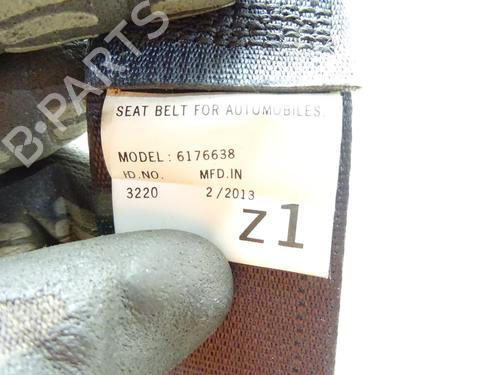 B-PARTS
SEAT BELT FOR AUTOMOBILES.
MODEL: 6176638
ID.NO. MFD.IN
3220 2/2013
Z1